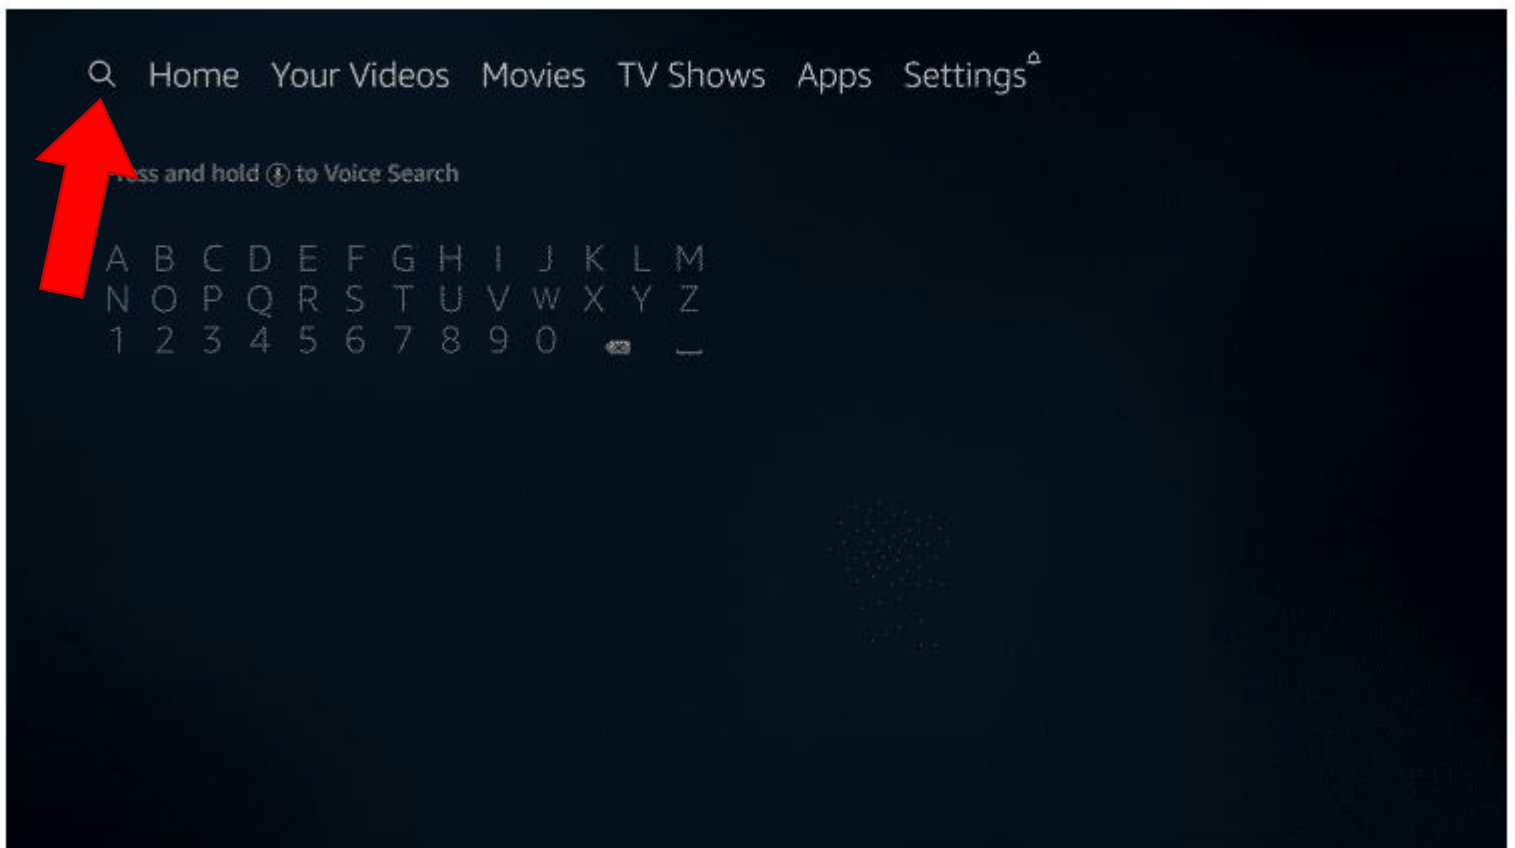 Home Your Videos Movies TV Shows Apps Settings
and hold to Voice Search
A B C D E F G H I J K L M
N O P Q R S T U V W X Y Z
1 2 3 4 5 6 7 8 9 0